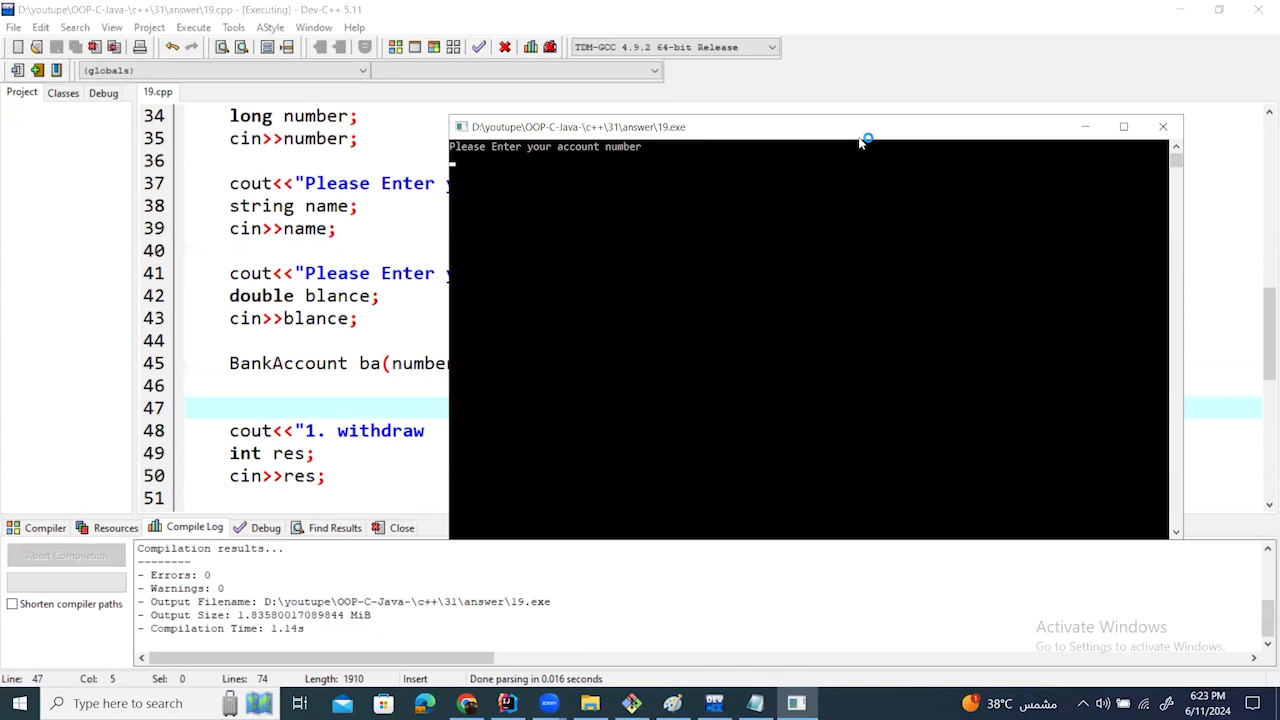 D:\youtupe\OOP-C-Java-\c++\31\answer\19.cpp - [Executing] - Dev-C++ 5.11
File Edit Search View Project Execute Tools AStyle Window Help
TDM-GCC 4.9.2 64-bit Release
(globals)
Project Classes Debug 19.cpp
34 long number;
35 cin>>number;
36
37 cout<<"Please Enter y
38 string name;
39 cin>>name;
40
41 cout<<"Please Enter y
42 double blance;
43 cin>>blance;
44
45 BankAccount ba(number
46
47
48 cout<<"1. withdraw
49 int res;
50 cin>>res;
51
D:\youtupe\OOP-C-Java-\c++\31\answer\19.exe
Please Enter your account number
Compiler Resources Compile Log Debug Find Results Close
Abort Compilation
Shorten compiler paths
Compilation results...
--------
- Errors: 0
- Warnings: 0
- Output Filename: D:\youtupe\OOP-C-Java-\c++\31\answer\19.exe
- Output Size: 1.83580017089844 MiB
- Compilation Time: 1.14s
Activate Windows
Go to Settings to activate Windows.
Line: 47 Col: 5 Sel: 0 Lines: 74 Length: 1910 Insert Done parsing in 0.016 seconds
Type here to search
DEV
38°C مشمس
6:23 PM
6/11/2024